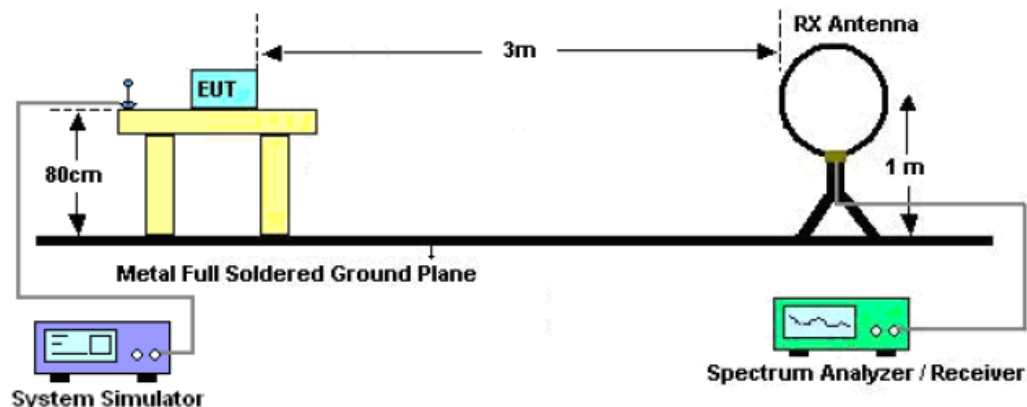 RX Antenna
3m
EUT
80cm
1 m
Metal Full Soldered Ground Plane
System Simulator
Spectrum Analyzer / Receiver